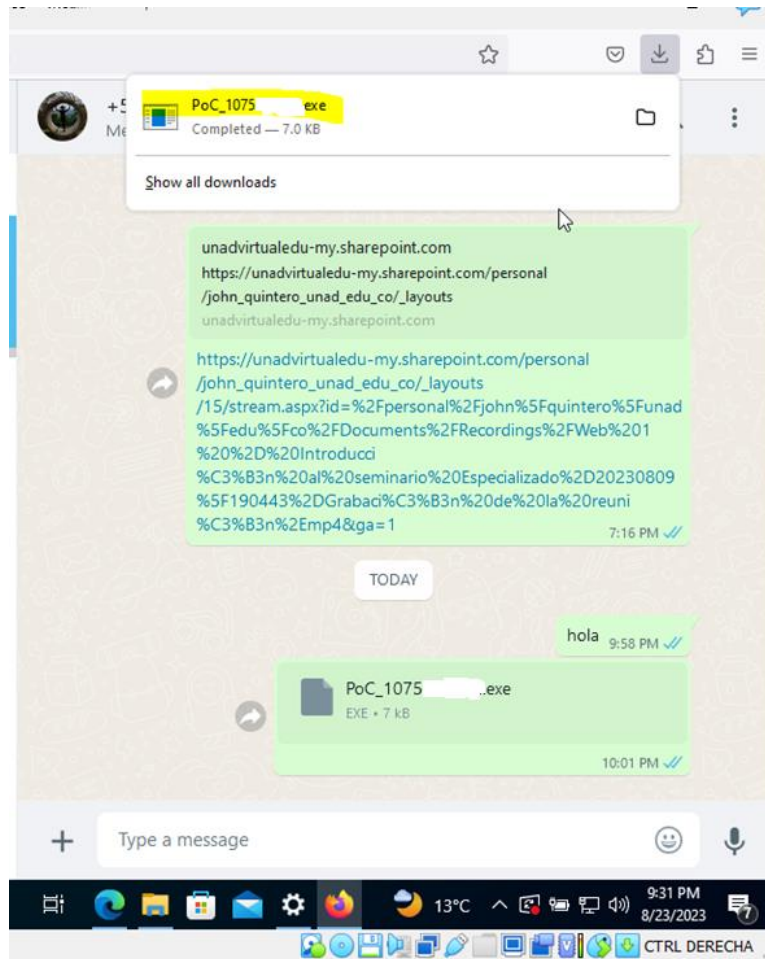 +5
Me
PoC_1075 exe
Completed — 7.0 KB
Show all downloads
unadvirtualedu-my.sharepoint.com
https://unadvirtualedu-my.sharepoint.com/personal
/john_quintero_unad_edu_co/_layouts
unadvirtualedu-my.sharepoint.com
https://unadvirtualedu-my.sharepoint.com/personal
/john_quintero_unad_edu_co/_layouts
/15/stream.aspx?id=%2Fpersonal%2Fjohn%5Fquintero%5Funad
%5Fedu%5Fco%2FDocuments%2FRecordings%2FWeb%201
%20%2D%20Introducci
%C3%B3n%20al%20seminario%20Especializado%2D20230809
%5F190443%2DGrabaci%C3%B3n%20de%20la%20reuni
%C3%B3n%2Emp4&ga=1
7:16 PM
TODAY
hola 9:58 PM
PoC_1075 .exe
EXE • 7 kB
10:01 PM
Type a message
13°C
9:31 PM
8/23/2023
7
CTRL DERECHA